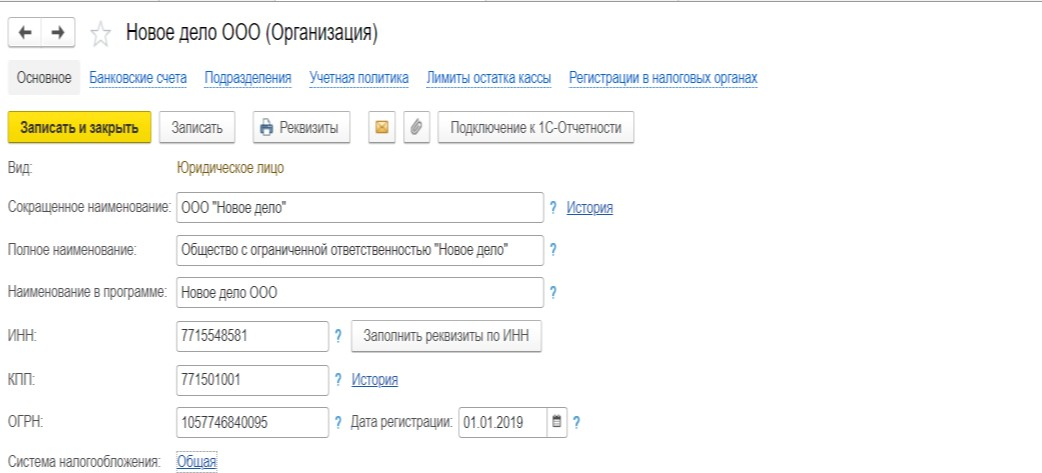 Новое дело ООО (Организация)
Основное Банковские счета Подразделения Учетная политика Лимиты остатка кассы Регистрации в налоговых органах
Записать и закрыть Записать Реквизиты Подключение к 1С-Отчетности
Вид: Юридическое лицо
Сокращенное наименование: ООО "Новое дело" ? История
Полное наименование: Общество с ограниченной ответственностью "Новое дело" ?
Наименование в программе: Новое дело ООО ?
ИНН: 7715548581 ? Заполнить реквизиты по ИНН
КПП: 771501001 ? История
ОГРН: 1057746840095 ? Дата регистрации: 01.01.2019 ?
Система налогообложения: Общая